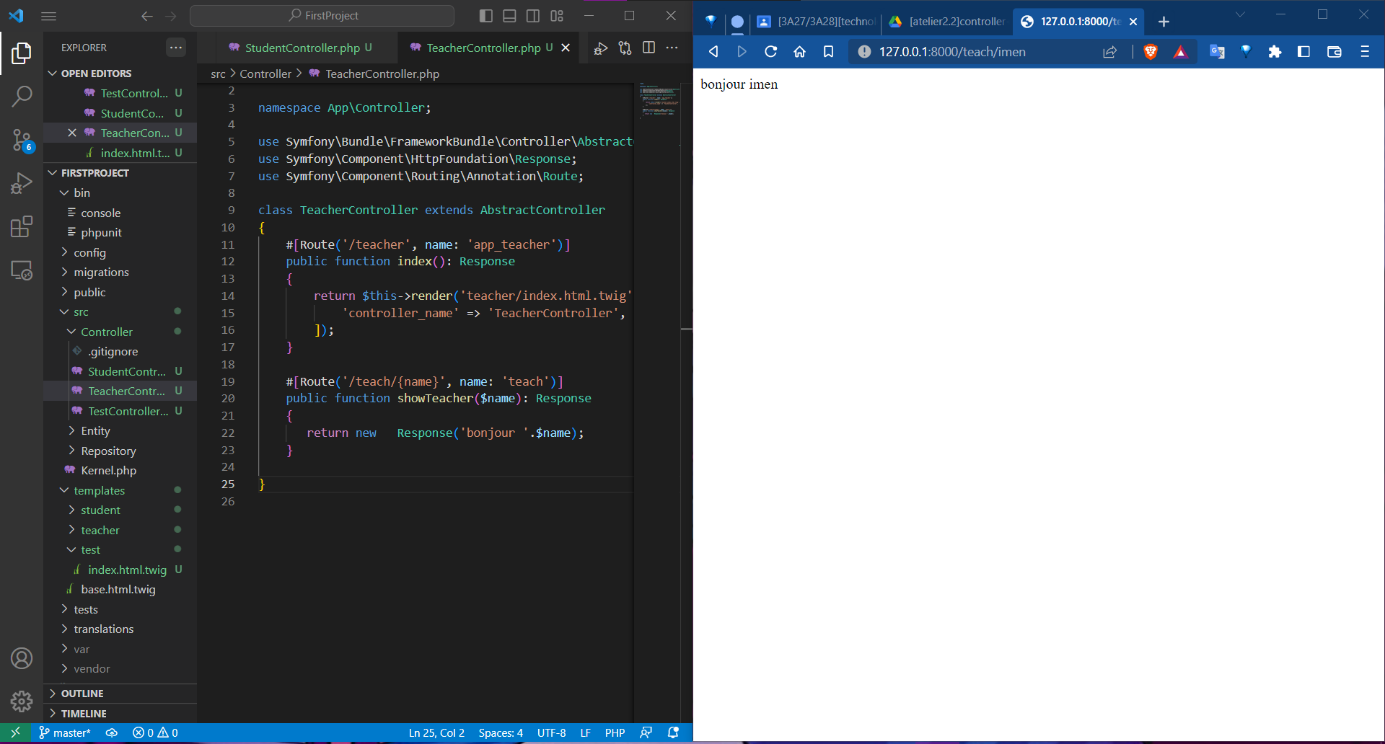 FirstProject
EXPLORER
OPEN EDITORS
TestControl... U
StudentCo... U
TeacherCon... U
index.html.t... U
FIRSTPROJECT
bin
console
phpunit
config
migrations
public
src
Controller
.gitignore
StudentContr... U
TeacherContr... U
TestController... U
Entity
Repository
Kernel.php
templates
student
teacher
test
index.html.twig U
base.html.twig
tests
translations
var
vendor
OUTLINE
TIMELINE
6
StudentController.php U
TeacherController.php U
src > Controller > TeacherController.php
2
3 namespace App\Controller;
4
5 use Symfony\Bundle\FrameworkBundle\Controller\Abstract
6 use Symfony\Component\HttpFoundation\Response;
7 use Symfony\Component\Routing\Annotation\Route;
8
9 class TeacherController extends AbstractController
10 {
11 #[Route('/teacher', name: 'app_teacher')]
12 public function index(): Response
13 {
14 return $this->render('teacher/index.html.twig'
15 'controller_name' => 'TeacherController',
16 ]);
17 }
18
19 #[Route('/teach/{name}', name: 'teach')]
20 public function showTeacher($name): Response
21 {
22 return new Response('bonjour '.$name);
23 }
24
25 }
26
master* 0 0 Ln 25, Col 2 Spaces: 4 UTF-8 LF PHP
[3A27/3A28][technol
[atelier2.2]controller
127.0.0.1:8000/te
127.0.0.1:8000/teach/imen
bonjour imen